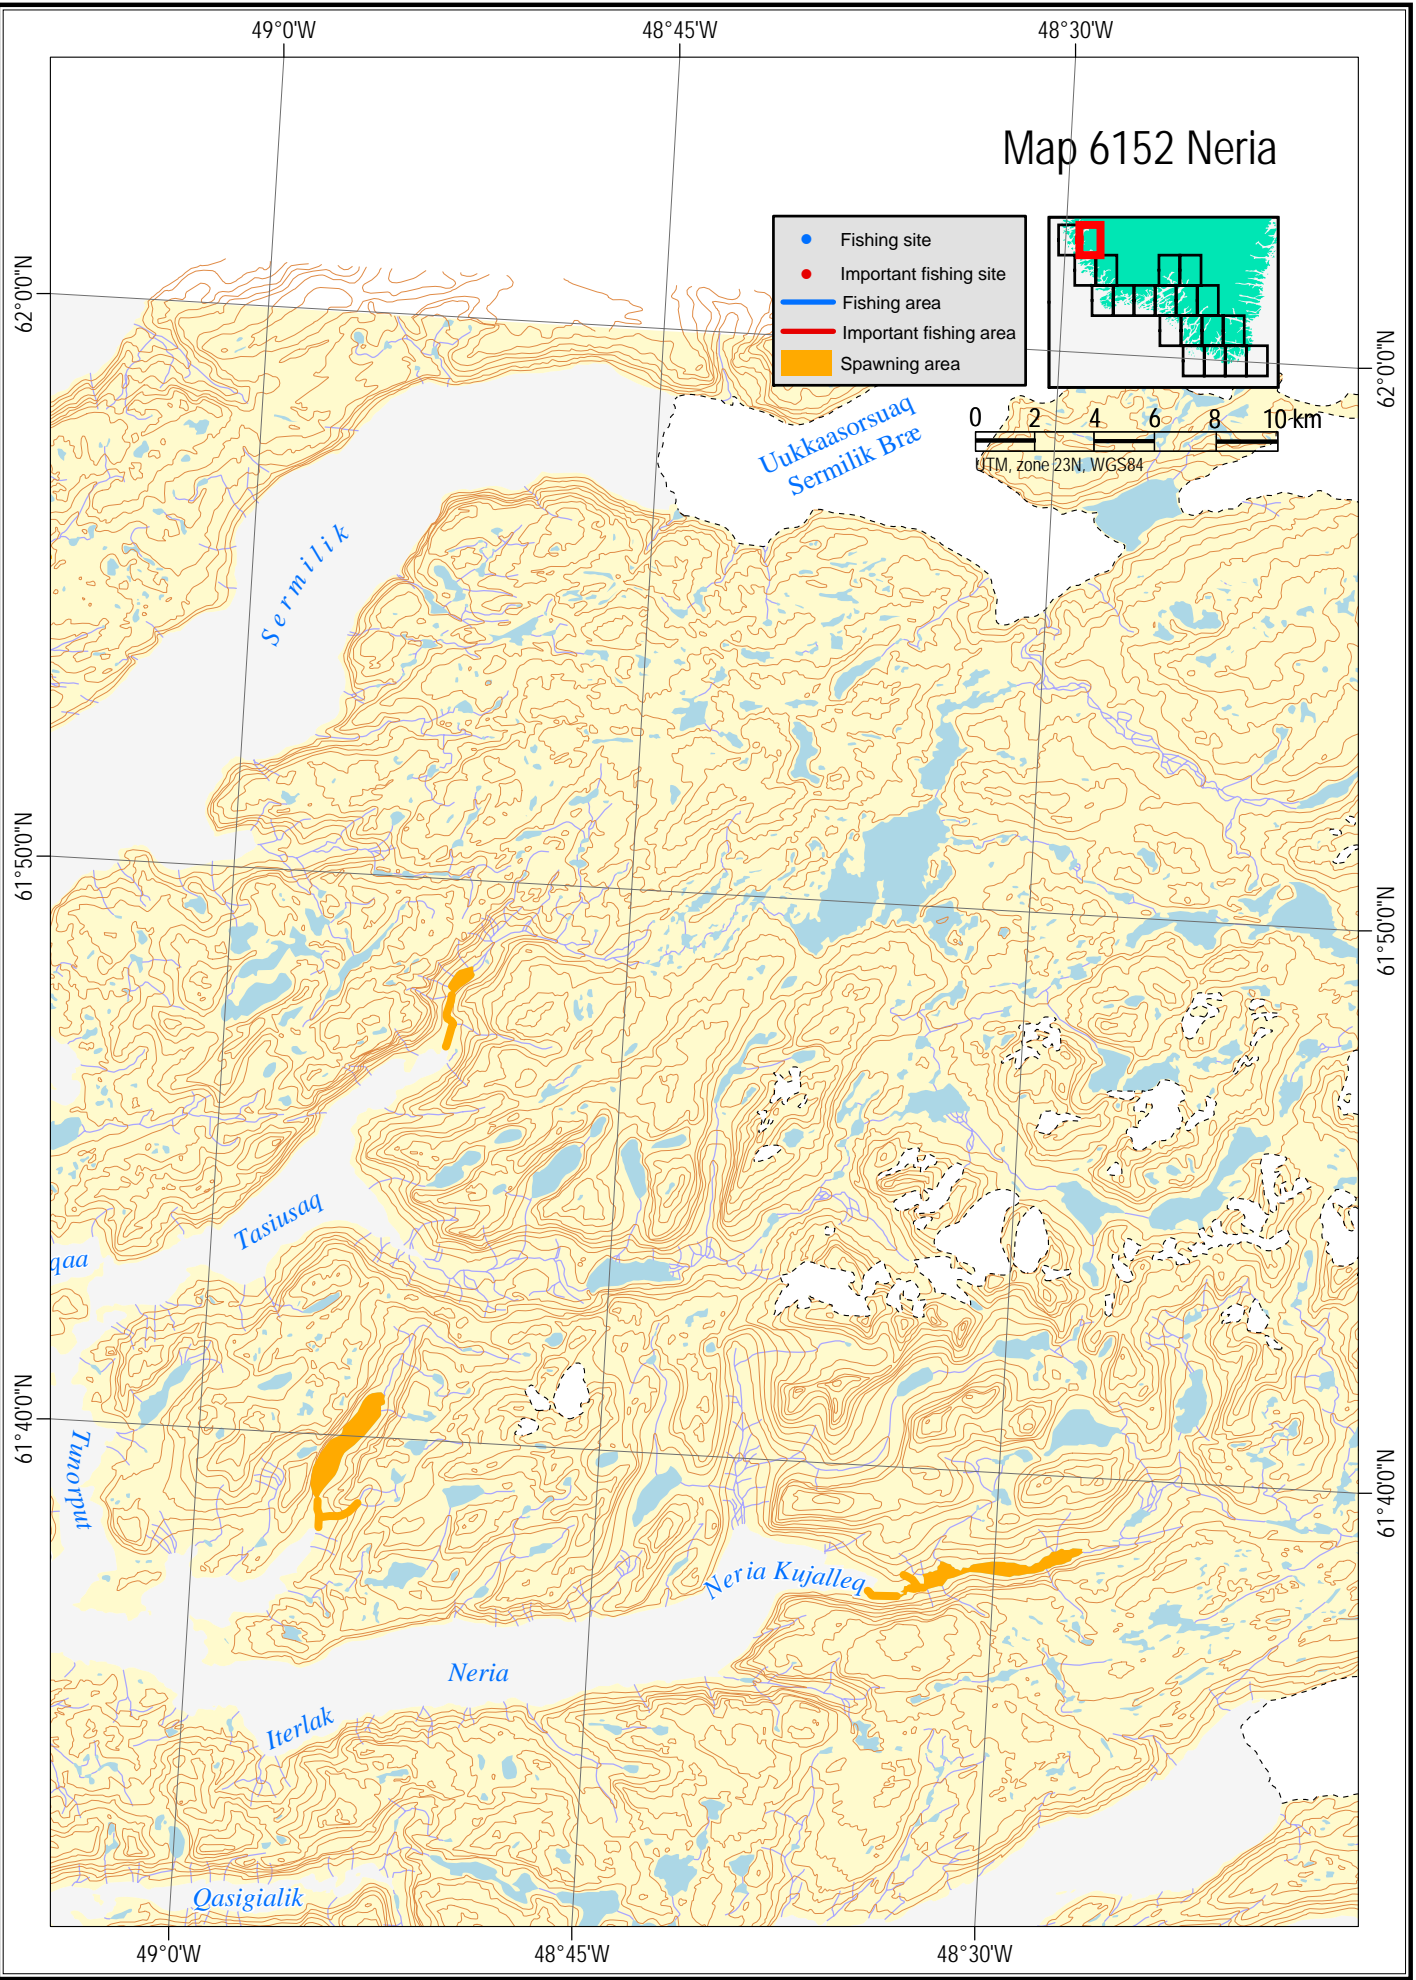 49°0'W
48°45'W
48°30'W
Map 6152 Neria
Fishing site
Important fishing site
Fishing area
Important fishing area
Spawning area
62°0'0"N
62°0'0"N
0 2 4 6 8 10 km
UTM, zone 23N, WGS84
Uukkaasorsuaq
Sermilik Bræ
Sermilik
61°50'0"N
61°50'0"N
Tasiusaq
qaa
61°40'0"N
61°40'0"N
Tunorput
Neria Kujalleq
Neria
Iterlak
Qasigialik
49°0'W
48°45'W
48°30'W